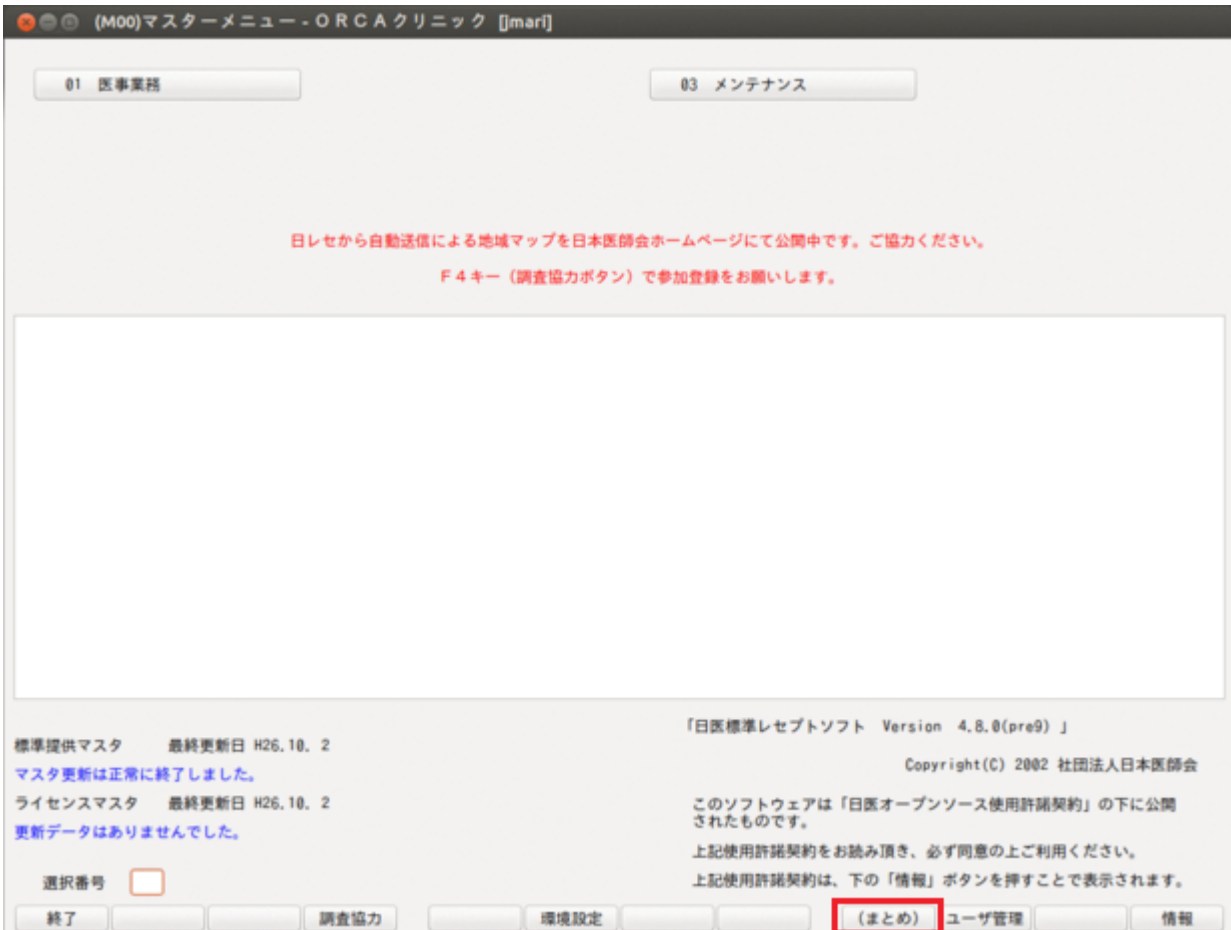 (M00)マスターメニュー - ＯＲＣＡクリニック [jmari]
01 医事業務
03 メンテナンス
日レセから自動送信による地域マップを日本医師会ホームページにて公開中です。ご協力ください。
Ｆ４キー（調査協力ボタン）で参加登録をお願いします。
「日医標準レセプトソフト Version 4.8.0(pre9) 」
標準提供マスタ 最終更新日 H26.10. 2
マスタ更新は正常に終了しました。
Copyright(C) 2002 社団法人日本医師会
ライセンスマスタ 最終更新日 H26.10. 2
更新データはありませんでした。
このソフトウェアは「日医オープンソース使用許諾契約」の下に公開
されたものです。
上記使用許諾契約をお読み頂き、必ず同意の上ご利用ください。
上記使用許諾契約は、下の「情報」ボタンを押すことで表示されます。
選択番号
終了 調査協力 環境設定 (まとめ) ユーザ管理 情報